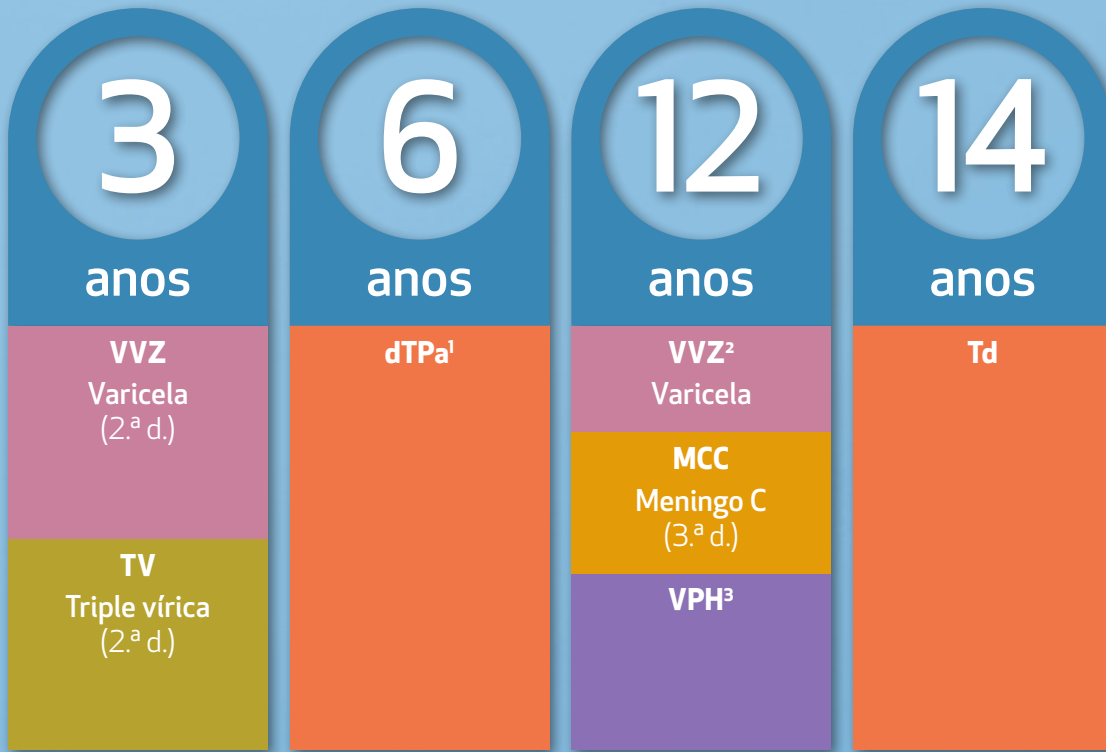 3
anos
VVZ
Varicela
(2.ª d.)
TV
Triple vírica
(2.ª d.)
6
anos
dTPa¹
12
anos
VVZ²
Varicela
MCC
Meningo C
(3.ª d.)
VPH³
14
anos
Td